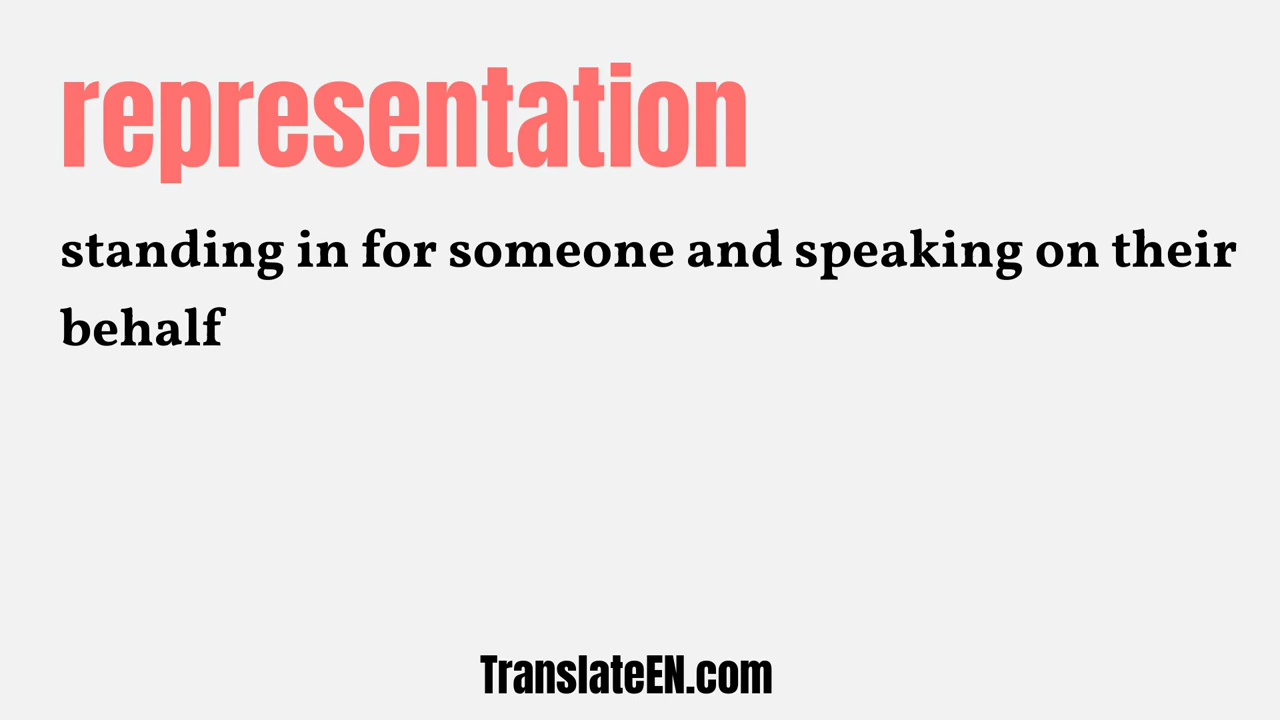 representation
standing in for someone and speaking on their
behalf
TranslateEN.com